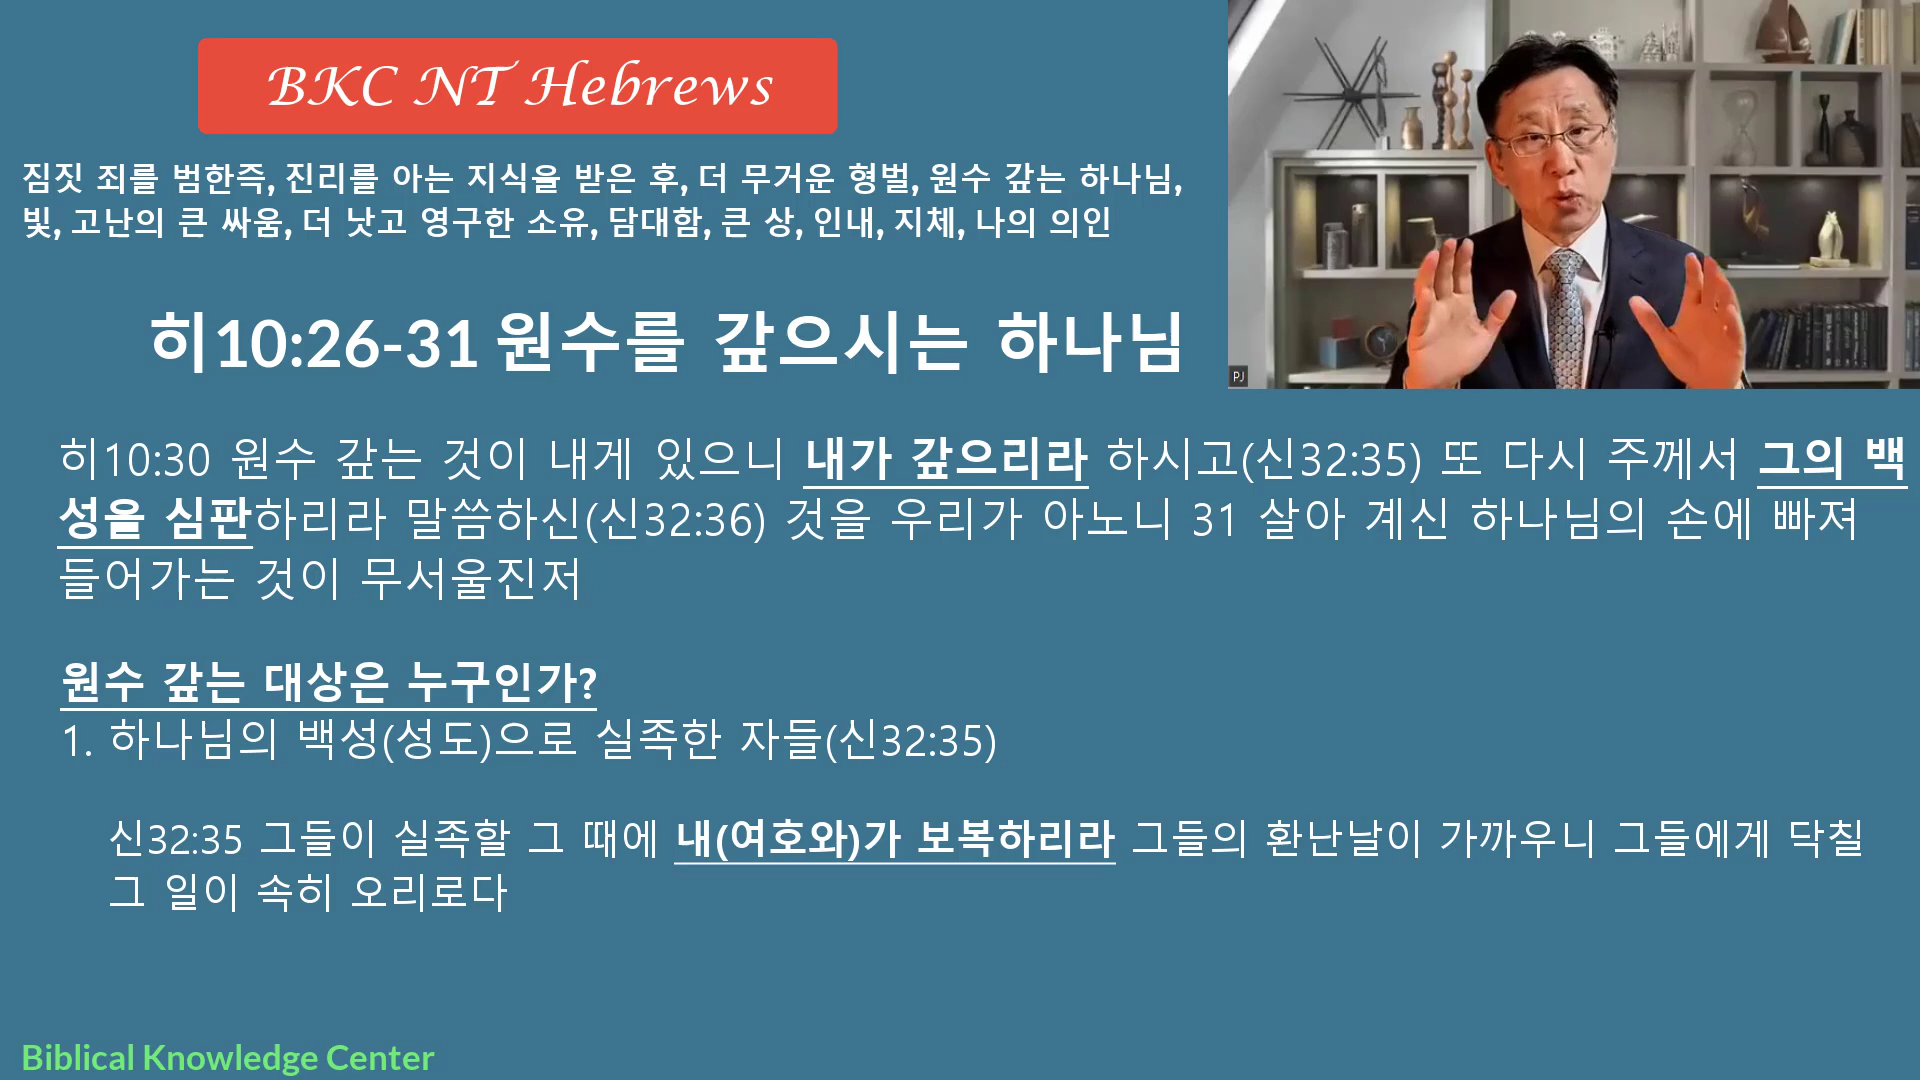 BKC NT Hebrews
짐짓 죄를 범한즉, 진리를 아는 지식을 받은 후, 더 무거운 형벌, 원수 갚는 하나님,
빛, 고난의 큰 싸움, 더 낫고 영구한 소유, 담대함, 큰 상, 인내, 지체, 나의 의인
히10:26-31 원수를 갚으시는 하나님
PJ
히10:30 원수 갚는 것이 내게 있으니 내가 갚으리라 하시고(신32:35) 또 다시 주께서 그의 백
성을 심판하리라 말씀하신(신32:36) 것을 우리가 아노니 31 살아 계신 하나님의 손에 빠져
들어가는 것이 무서울진저
원수 갚는 대상은 누구인가?
1. 하나님의 백성(성도)으로 실족한 자들(신32:35)
신32:35 그들이 실족할 그 때에 내(여호와)가 보복하리라 그들의 환난날이 가까우니 그들에게 닥칠
그 일이 속히 오리로다
Biblical Knowledge Center